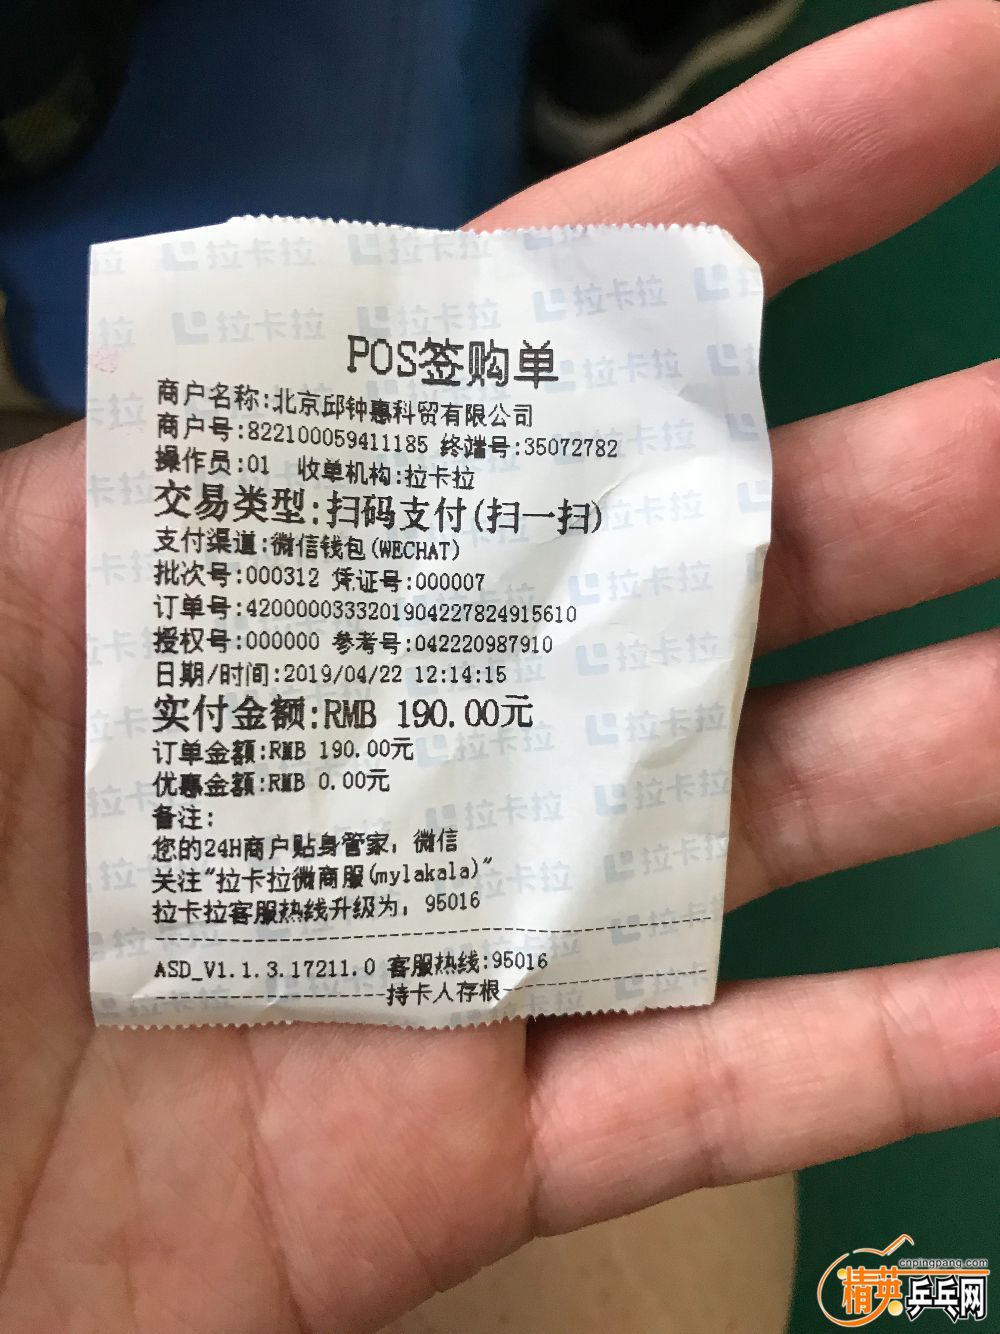 POS签购单
商户名称:北京邱钟惠科贸有限公司
商户号:822100059411185 终端号:35072782
操作员:01 收单机构:拉卡拉
交易类型:扫码支付(扫一扫)
支付渠道:微信钱包(WECHAT)
批次号:000312 凭证号:000007
订单号:4200000333201904227824915610
授权号:000000 参考号:042220987910
日期/时间:2019/04/22 12:14:15
实付金额:RMB 190.00元
订单金额:RMB 190.00元
优惠金额:RMB 0.00元
备注:
您的24H商户贴身管家，微信
关注"拉卡拉微商服(mylakala)"
拉卡拉客服热线升级为，95016
ASD_V1.1.3.17211.0 客服热线:95016
持卡人存根
cnpingpang.com
精英乒乓网